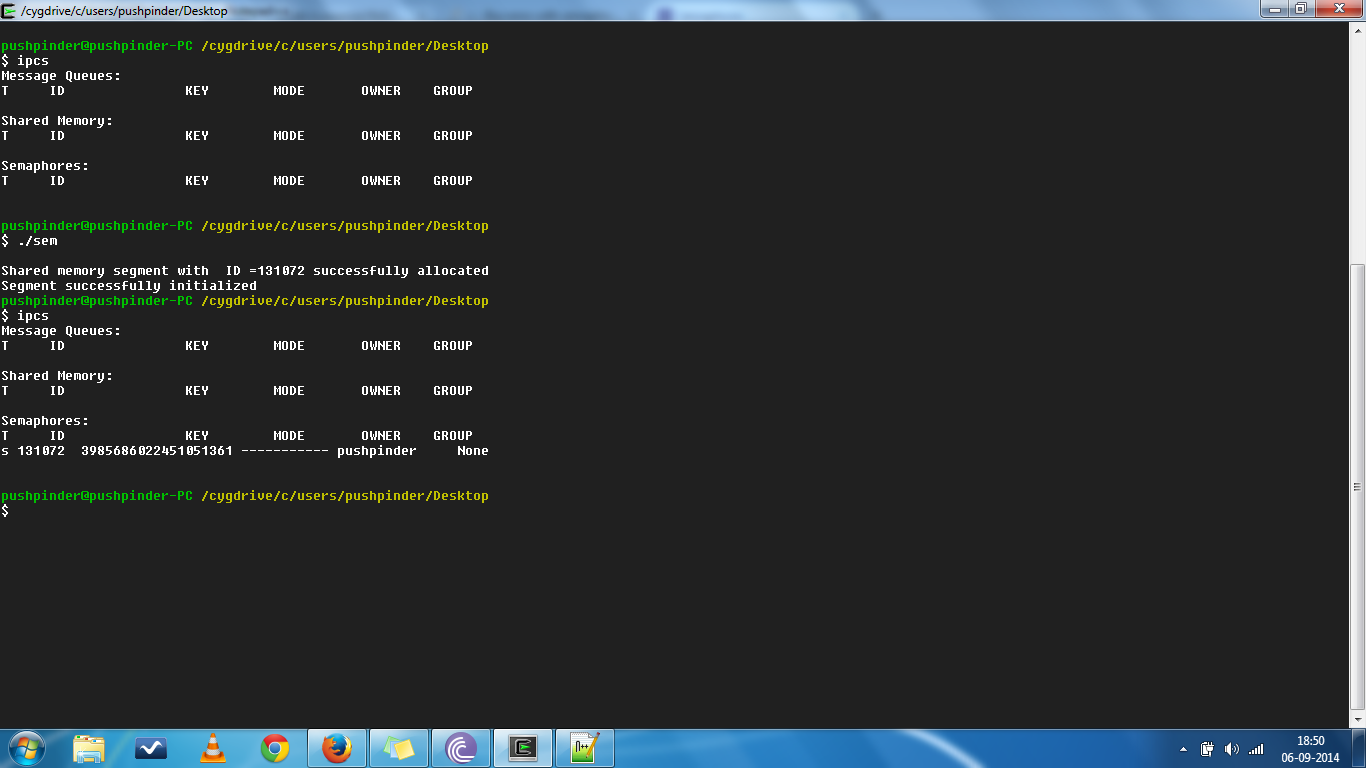 /cygdrive/c/users/pushpinder/Desktop
pushpinder@pushpinder-PC /cygdrive/c/users/pushpinder/Desktop
$ ipcs
Message Queues:
T ID KEY MODE OWNER GROUP
Shared Memory:
T ID KEY MODE OWNER GROUP
Semaphores:
T ID KEY MODE OWNER GROUP
pushpinder@pushpinder-PC /cygdrive/c/users/pushpinder/Desktop
$ ./sem
Shared memory segment with  ID =131072 successfully allocated
Segment successfully initialized
pushpinder@pushpinder-PC /cygdrive/c/users/pushpinder/Desktop
$ ipcs
Message Queues:
T ID KEY MODE OWNER GROUP
Shared Memory:
T ID KEY MODE OWNER GROUP
Semaphores:
T ID KEY MODE OWNER GROUP
s 131072 3985686022451051361 ----------- pushpinder None
pushpinder@pushpinder-PC /cygdrive/c/users/pushpinder/Desktop
$
18:50
06-09-2014